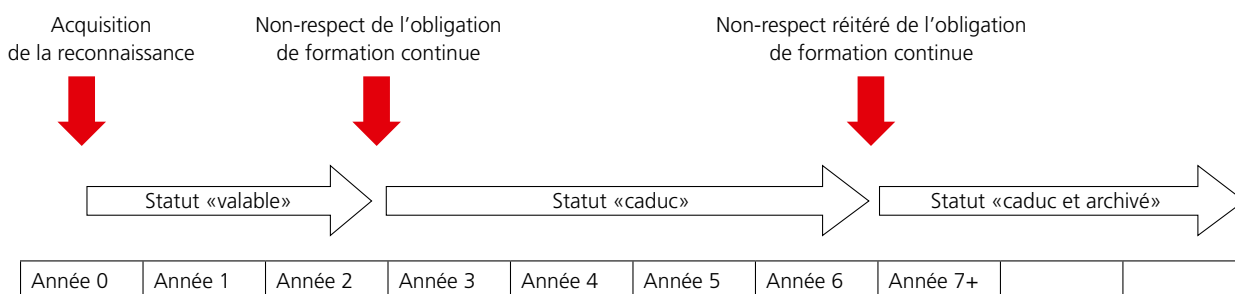 Acquisition
de la reconnaissance
Non-respect de l’obligation
de formation continue
Non-respect réitéré de l’obligation
de formation continue
Statut «valable»
Statut «caduc»
Statut «caduc et archivé»
Année 0
Année 1
Année 2
Année 3
Année 4
Année 5
Année 6
Année 7+